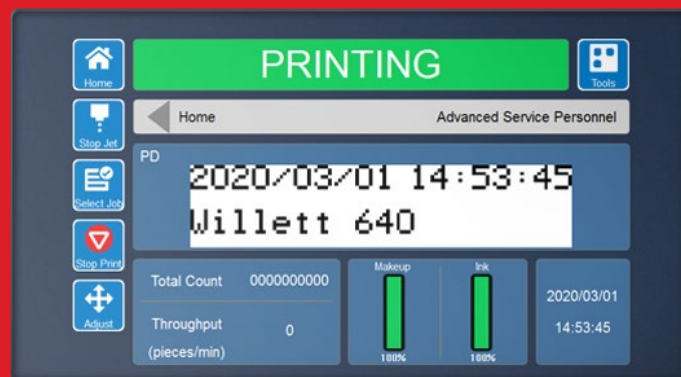 Home
PRINTING
Tools
Stop Jet
Home
Advanced Service Personnel
Select Job
PD
2020/03/01 14:53:45
Willett 640
Stop Print
Adjust
Total Count 0000000000
Throughput 0
(pieces/min)
Makeup
100%
Ink
100%
2020/03/01
14:53:45